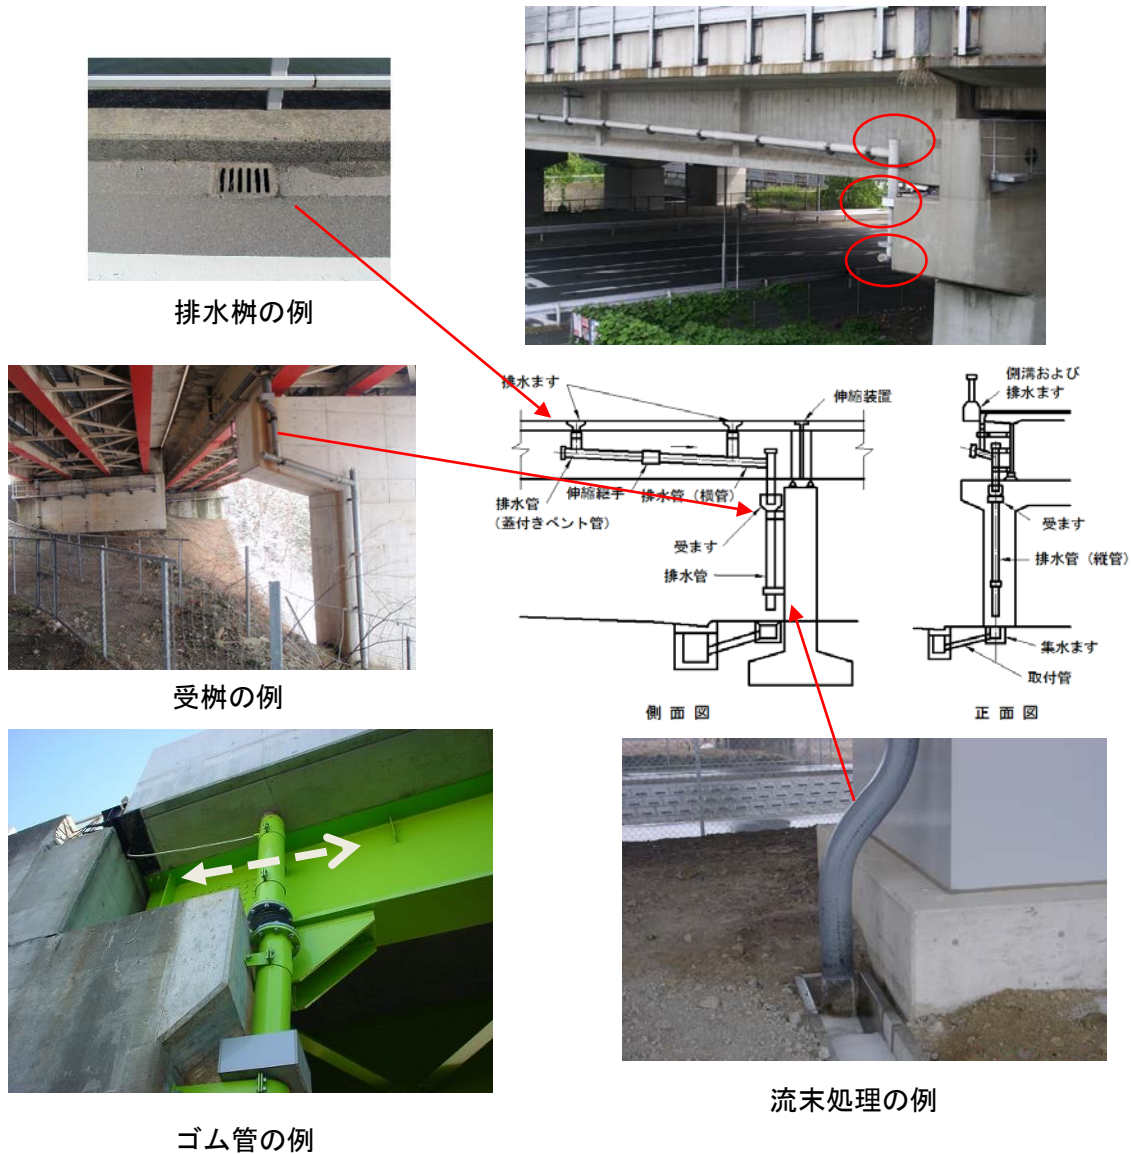 排水桝の例
排水ます
伸縮装置
側溝および
排水ます
排水管
(蓋付きベント管)
伸縮継手
排水管(横管)
受ます
排水管
受ます
排水管(縦管)
集水ます
取付管
側面図
正面図
受桝の例
ゴム管の例
流末処理の例